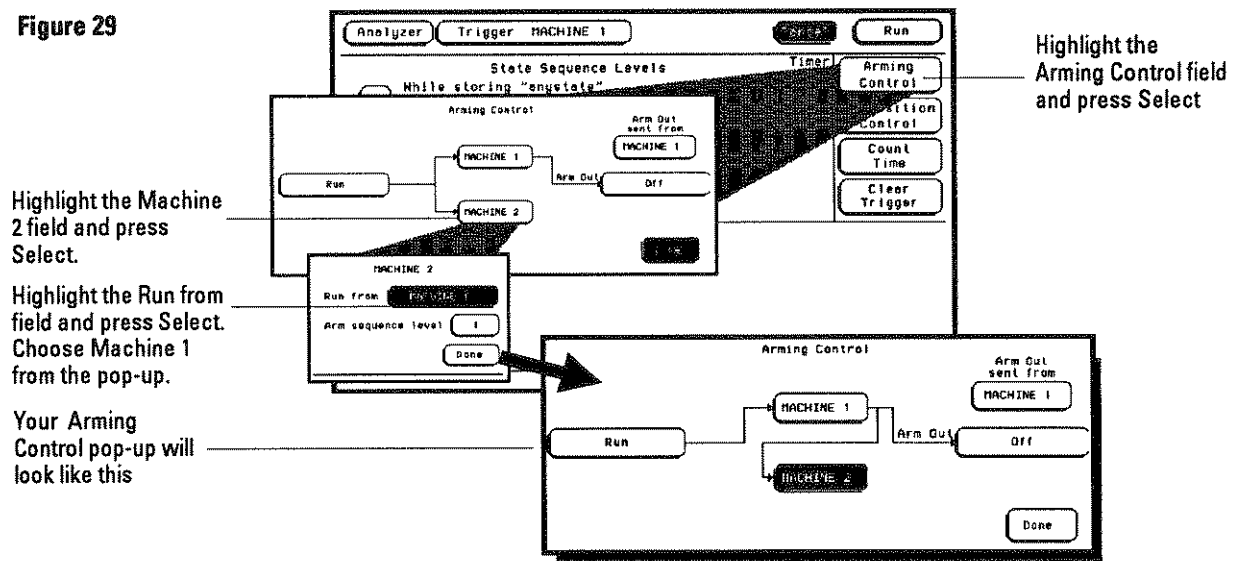 Figure 29
Analyzer
Trigger MACHINE 1
Run
State Sequence Levels
Timer
While storing "anystate"
Arming
Control
Control
Count
Time
Clear
Trigger
Highlight the
Arming Control field
and press Select
Arming Control
Arm Out
sent from
MACHINE 1
MACHINE 1
Run
Arm Out
Off
MACHINE 2
Highlight the Machine
2 field and press
Select.
MACHINE 2
Run from
Arm sequence level 1
Done
Highlight the Run from
field and press Select.
Choose Machine 1
from the pop-up.
Arming Control
Arm Out
sent from
MACHINE 1
MACHINE 1
Run
Arm Out
Off
MACHINE 2
Done
Your Arming
Control pop-up will
look like this